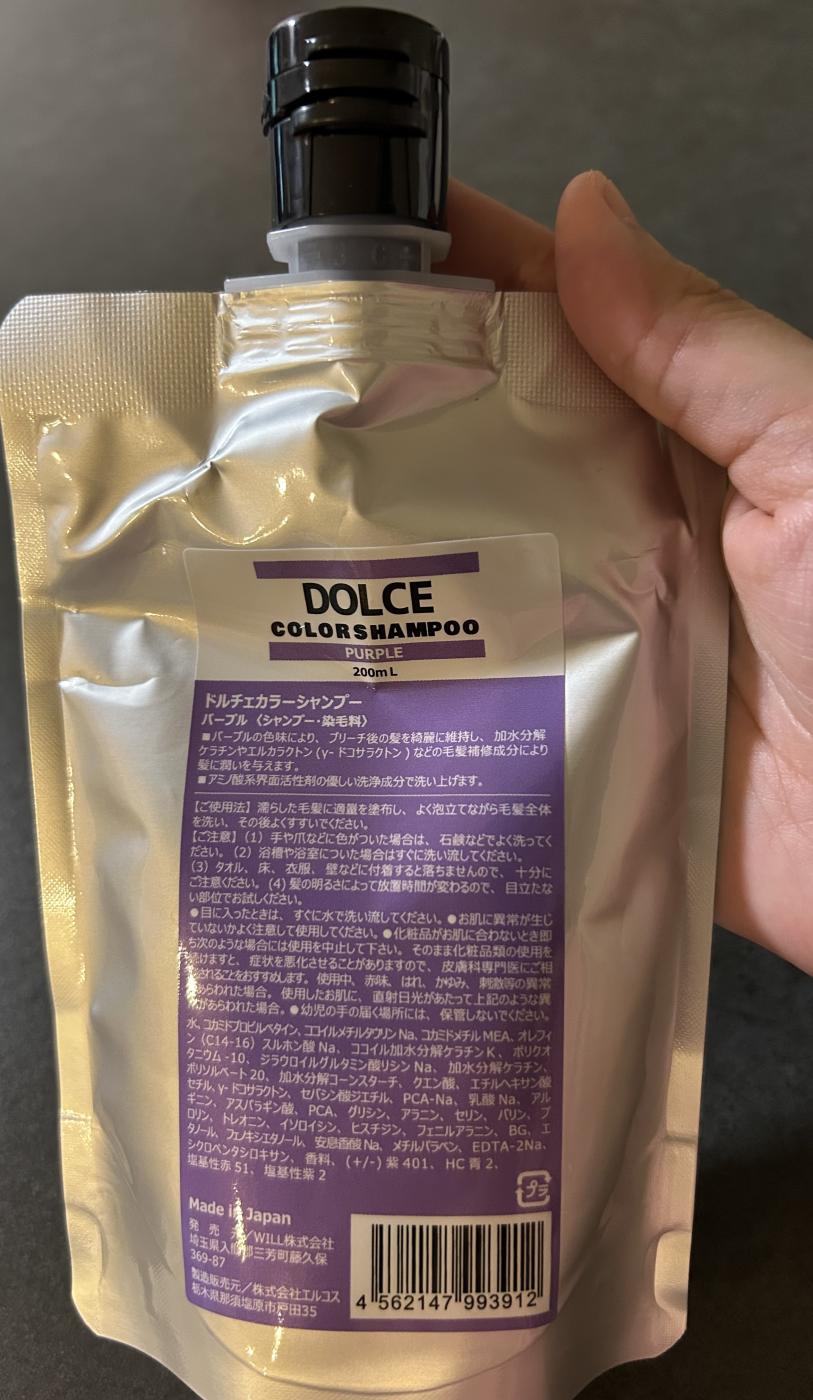 DOLCE
COLORSHAMPOO
PURPLE
200mL
ドルチェカラーシャンプー
パープル〈シャンプー・染毛料〉
■パープルの色味により、ブリーチ後の髪を綺麗に維持し、加水分解
ケラチンやエルカラクトン(γ-ドコサラクトン)などの毛髪補修成分により
髪に潤いを与えます。
■アミノ酸系界面活性剤の優しい洗浄成分で洗い上げます。
【ご使用法】濡らした毛髪に適量を塗布し、よく泡立てながら毛髪全体
を洗い、その後よくすすいでください。
【ご注意】(1)手や爪などに色がついた場合は、石鹸などでよく洗ってく
ださい。(2)浴槽や浴室についた場合はすぐに洗い流してください。
(3)タオル、床、衣服、壁などに付着すると落ちませんので、十分に
ご注意ください。(4)髪の明るさによって放置時間が変わるので、目立たな
い部位でお試しください。
●目に入ったときは、すぐに水で洗い流してください。●お肌に異常が生じ
ていないかよく注意して使用してください。●化粧品がお肌に合わないとき即
ち次のような場合には使用を中止して下さい。そのまま化粧品類の使用を
続けますと、症状を悪化させることがありますので、皮膚科専門医にご相
されることをおすすめします。使用中、赤味、はれ、かゆみ、刺激等の異常
あらわれた場合。使用したお肌に、直射日光があたって上記のような異
があらわれた場合。●幼児の手の届く場所には、保管しないでください。
水、コカミドプロピルベタイン、ココイルメチルタウリンNa、コカミドメチルMEA、オレフィ
ン(C14-16)スルホン酸Na、ココイル加水分解ケラチンK、ポリクオ
タニウム-10、ジラウロイルグルタミン酸リシンNa、加水分解ケラチン、
ポリソルベート20、加水分解コーンスターチ、クエン酸、エチルヘキサン酸
セチル、γ-ドコサラクトン、セバシン酸ジエチル、PCA-Na、乳酸Na、アル
ギニン、アスパラギン酸、PCA、グリシン、アラニン、セリン、バリン、プ
ロリン、トレオニン、イソロイシン、ヒスチジン、フェニルアラニン、BG、エ
タノール、フェノキシエタノール、安息香酸Na、メチルパラベン、EDTA-2Na、
シクロペンタシロキサン、香料、(+/-)紫401、HC青2、
塩基性赤51、塩基性紫2
プラ
Made in Japan
発売元/WILL株式会社
埼玉県入間郡三芳町藤久保
369-87
製造販売元/株式会社エルコス
栃木県那須塩原市戸田35
4 562147 993912